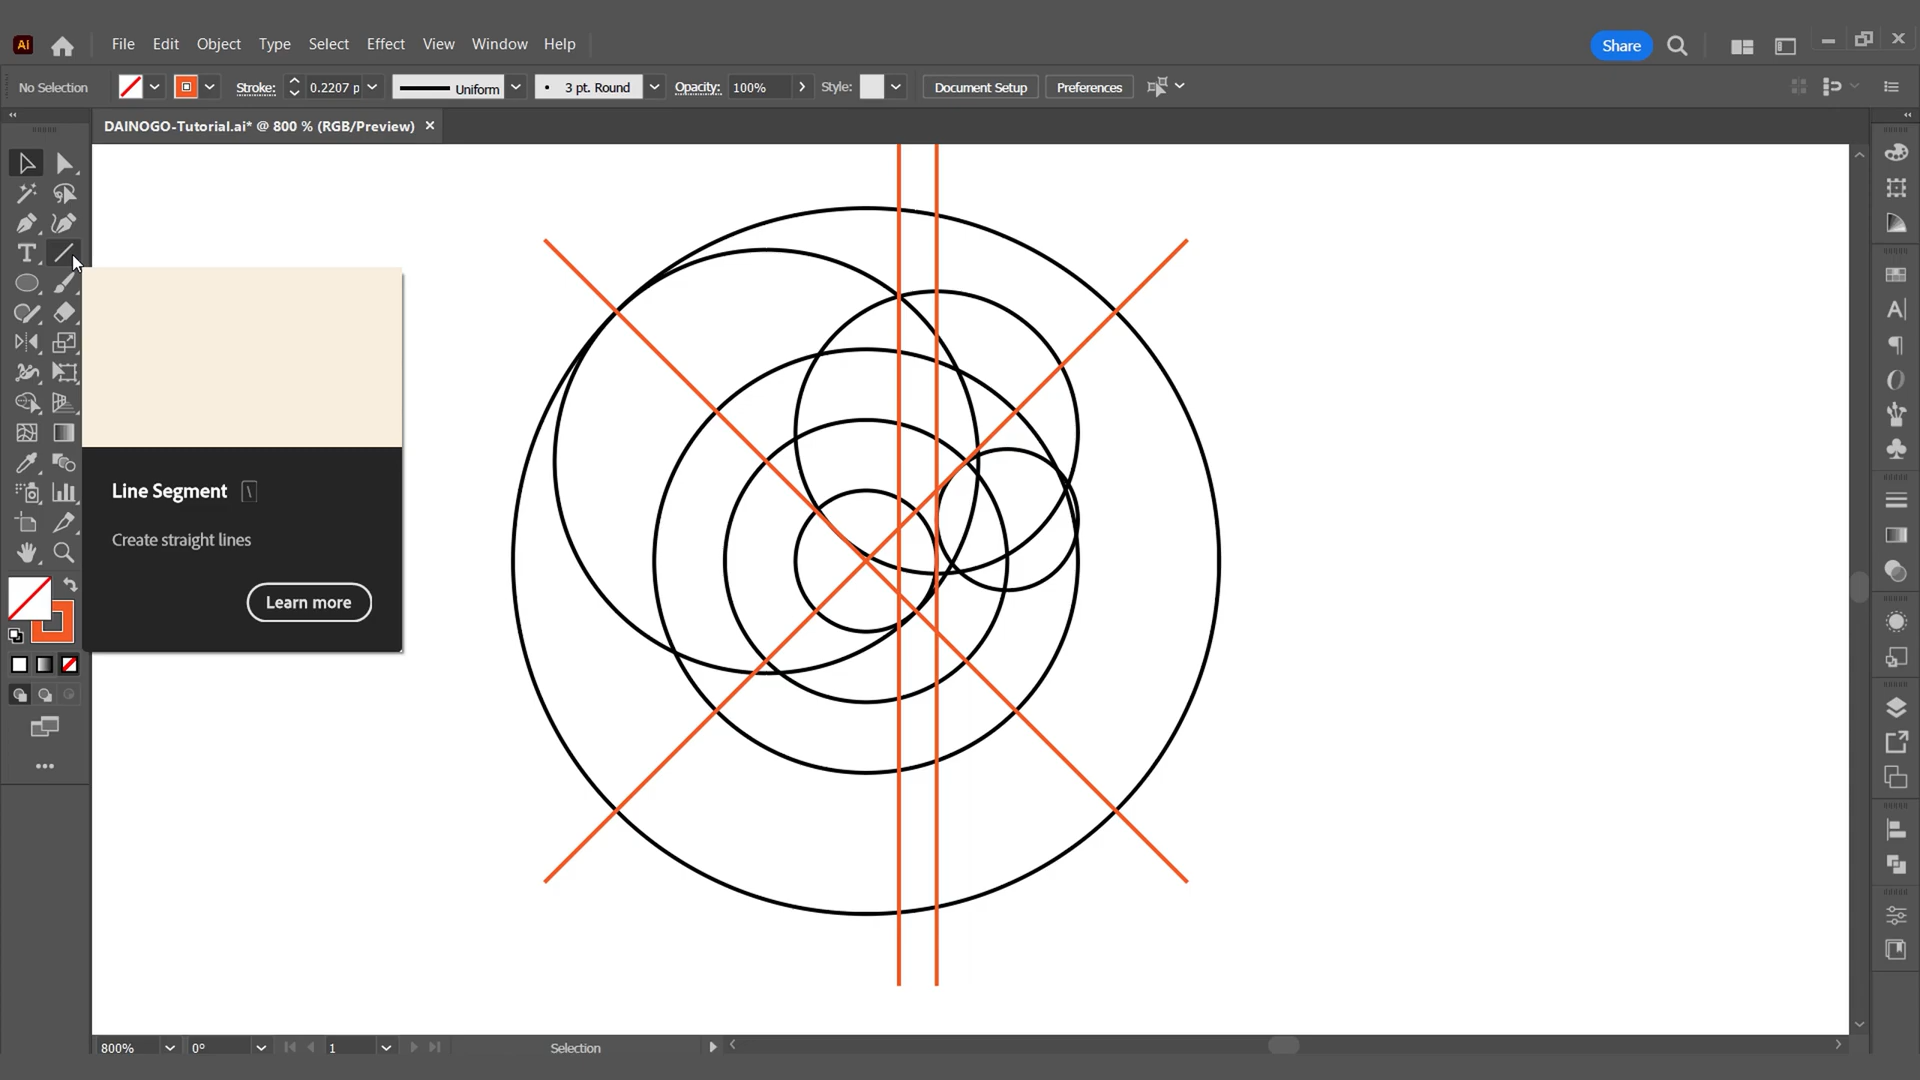 Ai File Edit Object Type Select Effect View Window Help Share
No Selection Stroke: 0.2207 p Uniform 3 pt. Round Opacity: 100% Style: Document Setup Preferences
DAINOGO-Tutorial.ai* @ 800 % (RGB/Preview)
Line Segment \
Create straight lines
Learn more
800% 0° 1 Selection